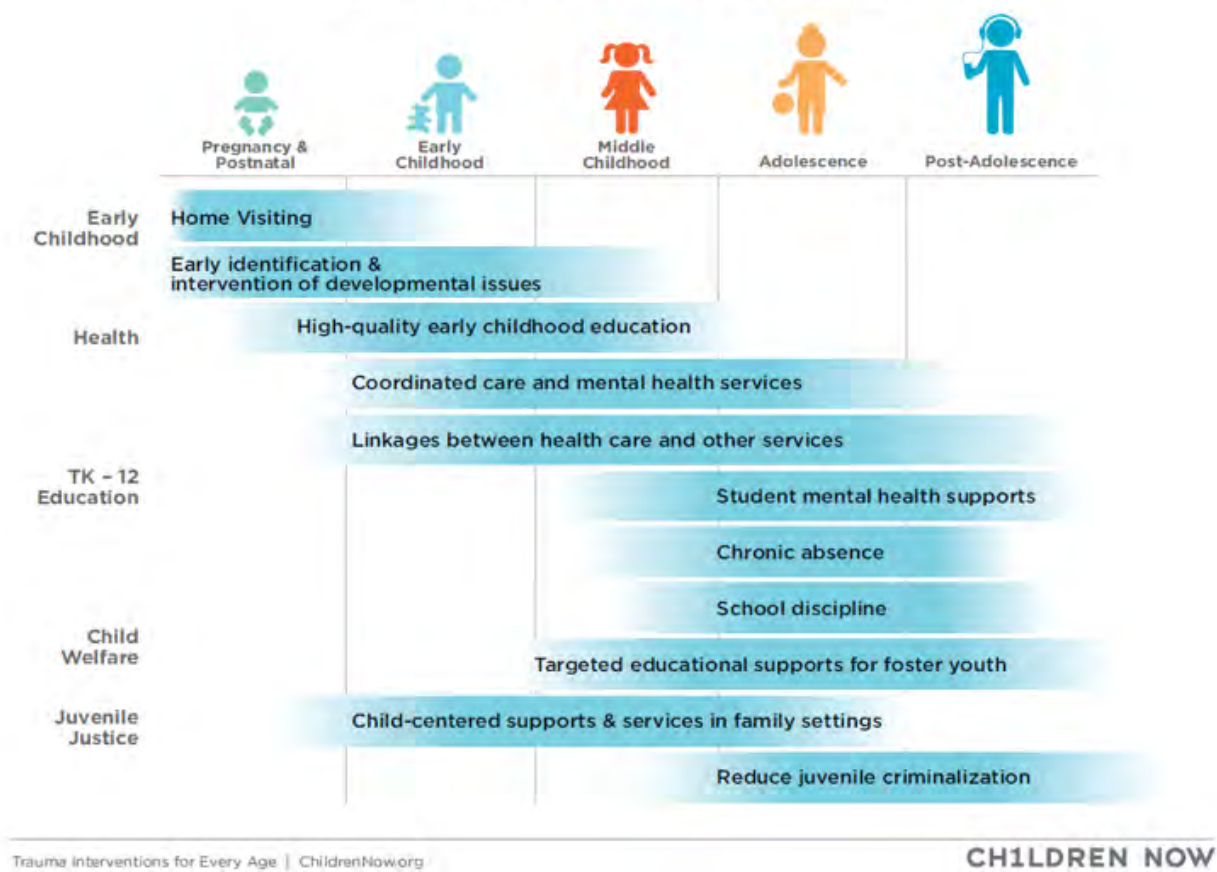 Pregnancy &
Postnatal
Early
Childhood
Middle
Childhood
Adolescence
Post-Adolescence
Early
Childhood
Home Visiting
Early identification &
intervention of developmental issues
Health
High-quality early childhood education
Coordinated care and mental health services
Linkages between health care and other services
TK – 12
Education
Student mental health supports
Chronic absence
School discipline
Child
Welfare
Targeted educational supports for foster youth
Juvenile
Justice
Child-centered supports & services in family settings
Reduce juvenile criminalization
Trauma Interventions for Every Age | ChildrenNow.org
CH1LDREN NOW